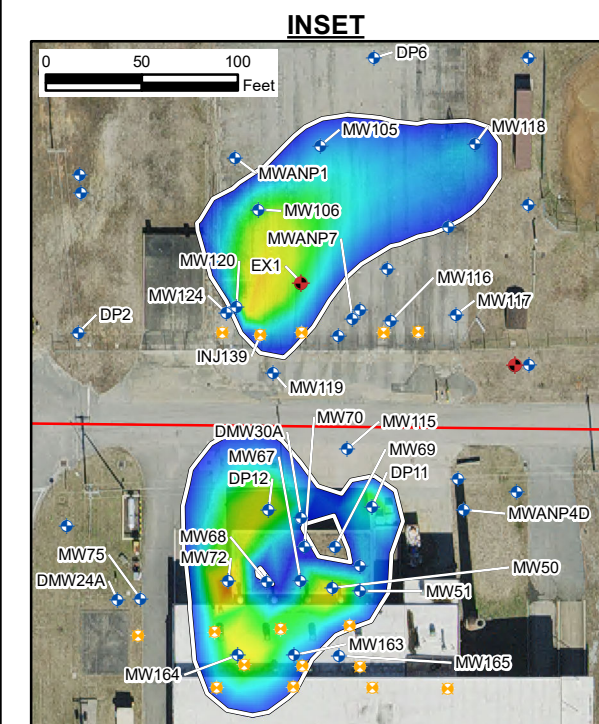 INSET
0 50 100
Feet
DP6
MW105
MW118
MWANP1
MW106
MWANP7
MW120
EX1
MW124
MW116
MW117
DP2
INJ139
MW119
MW70
DMW30A
MW115
MW67
MW69
DP12
DP11
MWANP4D
MW68
MW75
MW72
MW50
DMW24A
MW51
MW163
MW164
MW165